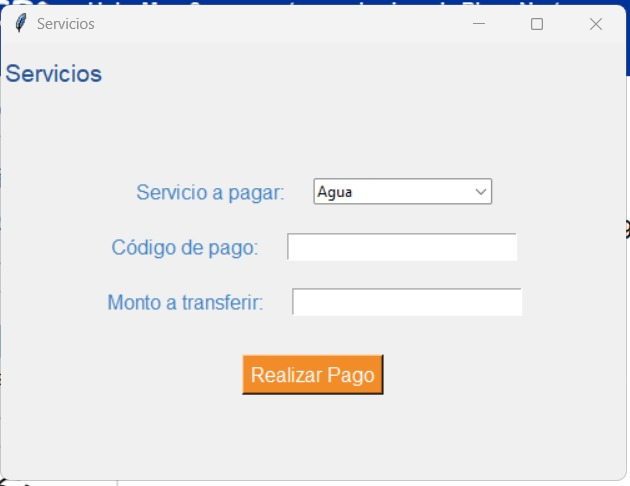 Servicios
Servicios
Servicio a pagar: Agua
Código de pago:
Monto a transferir:
Realizar Pago